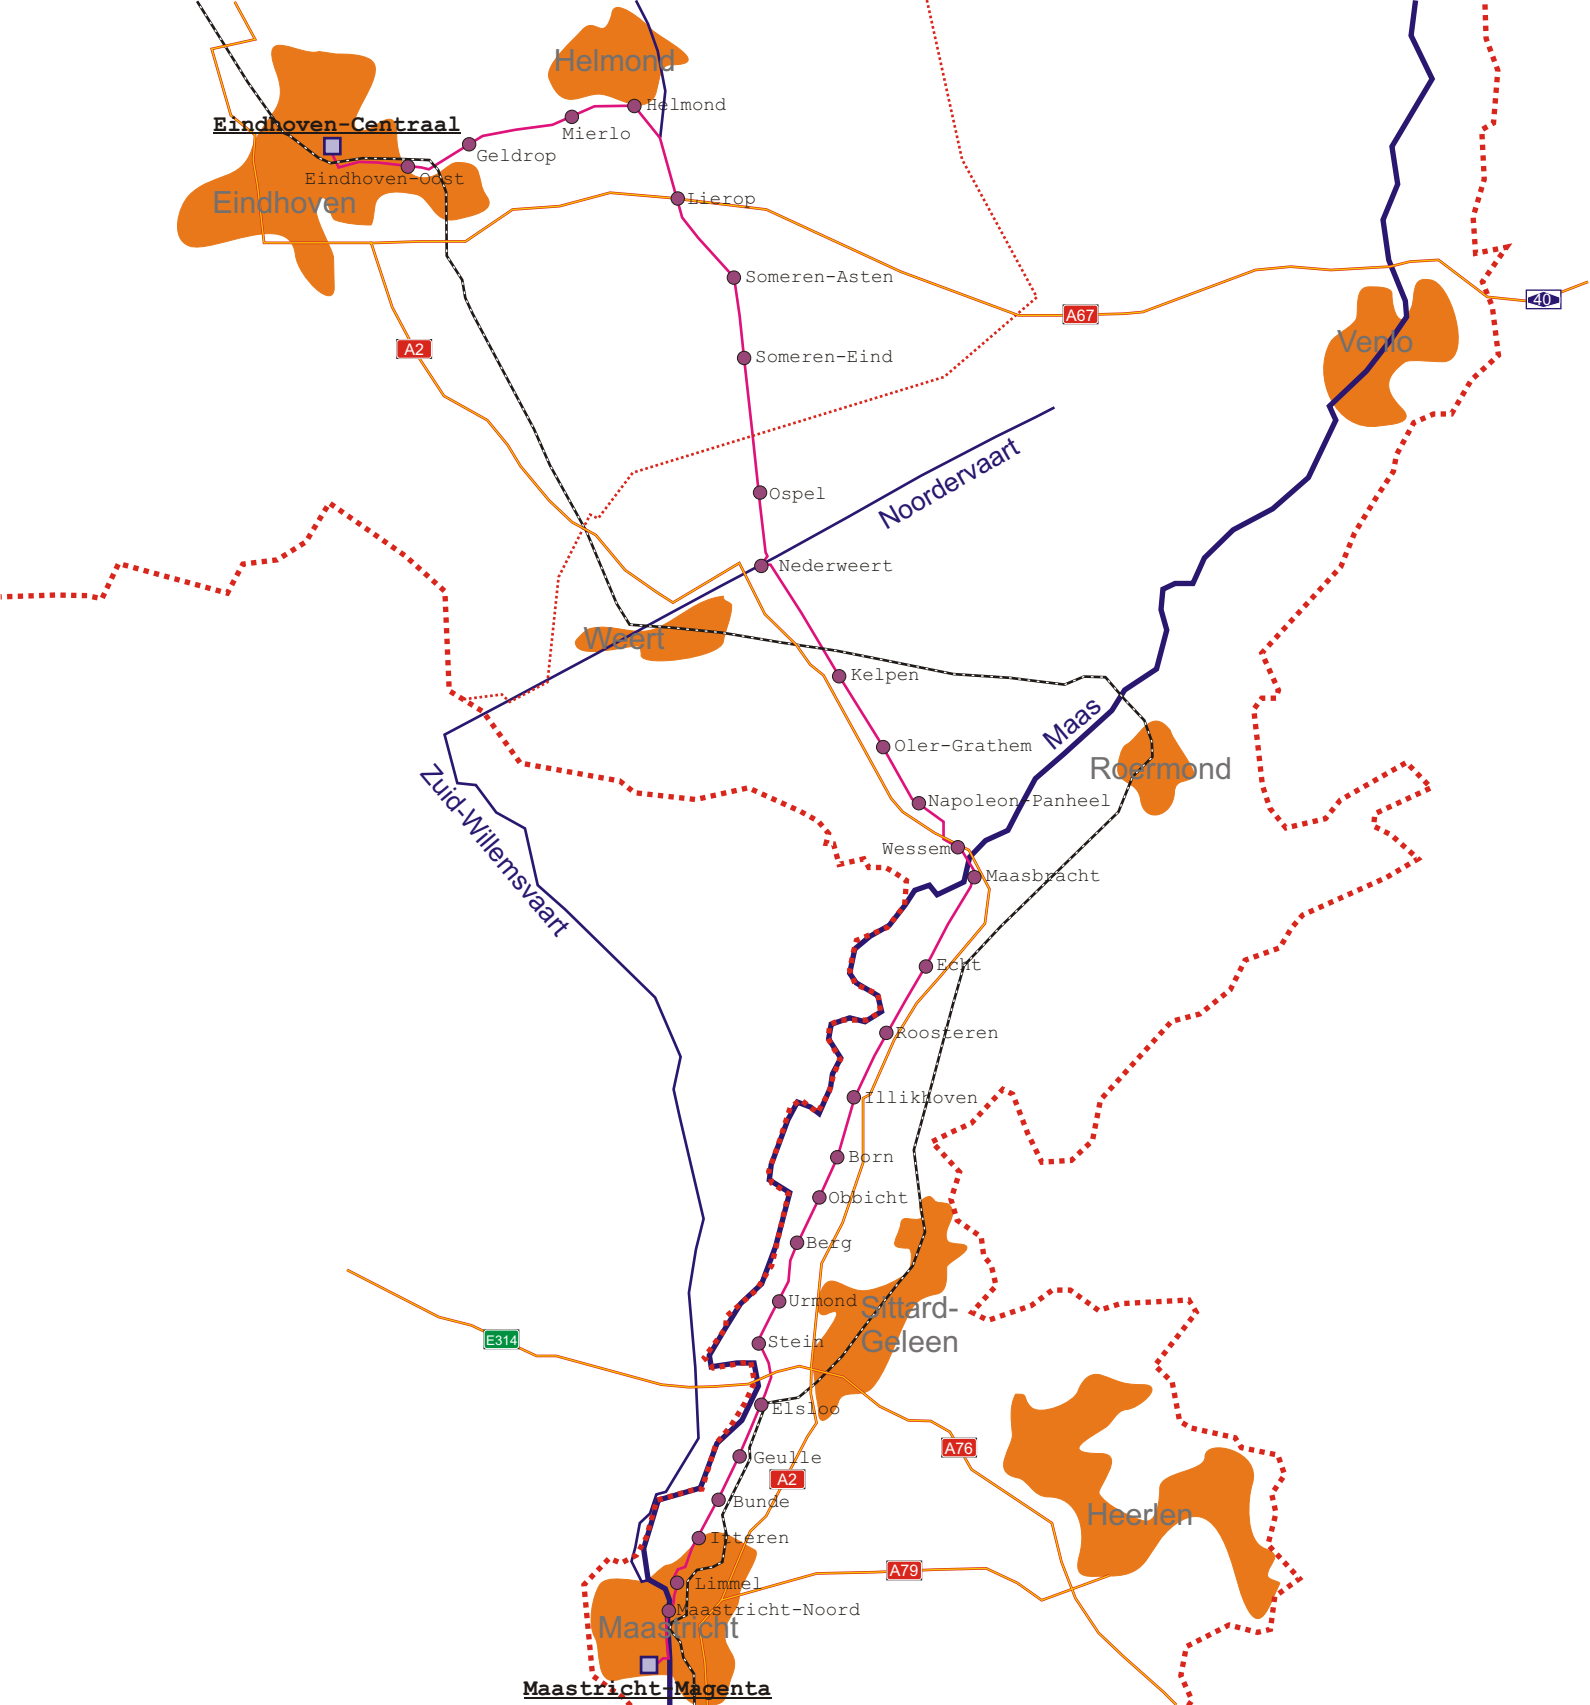 Helmond
Helmond
Eindhoven-Centraal
Mierlo
Geldrop
Eindhoven-Oost
Eindhoven
Lierop
Someren-Asten
40
A67
Venlo
A2
Someren-Eind
Noordervaart
Ospel
Nederweert
Weert
Kelpen
Maas
Oler-Grathem
Roermond
Zuid-Willemsvaart
Napoleon-Panheel
Wessem
Maasbracht
Echt
Roosteren
Illikhoven
Born
Obbicht
Berg
Urmond
Sittard-
Geleen
E314
Stein
Elsloo
A76
Geulle
A2
Bunde
Heerlen
Itteren
A79
Limmel
Maastricht-Noord
Maastricht
Maastricht-Magenta